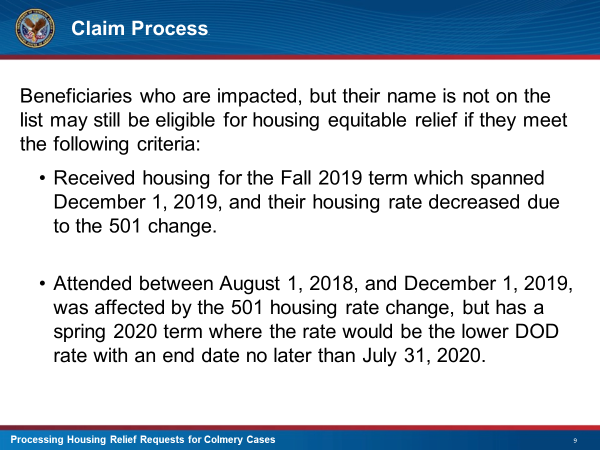 Claim Process
Beneficiaries who are impacted, but their name is not on the
list may still be eligible for housing equitable relief if they meet
the following criteria:
• Received housing for the Fall 2019 term which spanned
December 1, 2019, and their housing rate decreased due
to the 501 change.
• Attended between August 1, 2018, and December 1, 2019,
was affected by the 501 housing rate change, but has a
spring 2020 term where the rate would be the lower DOD
rate with an end date no later than July 31, 2020.
Processing Housing Relief Requests for Colmery Cases
9